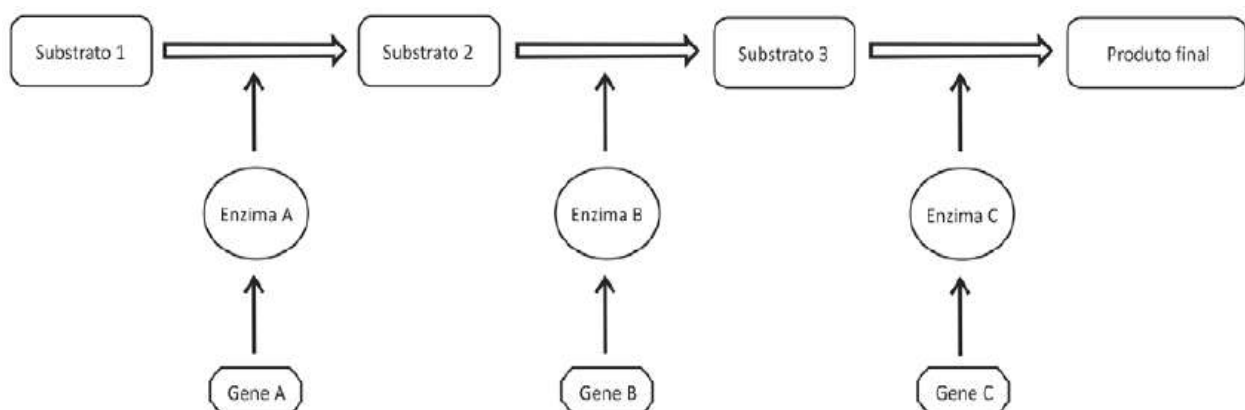 Substrato 1
Substrato 2
Substrato 3
Produto final
Enzima A
Enzima B
Enzima C
Gene A
Gene B
Gene C